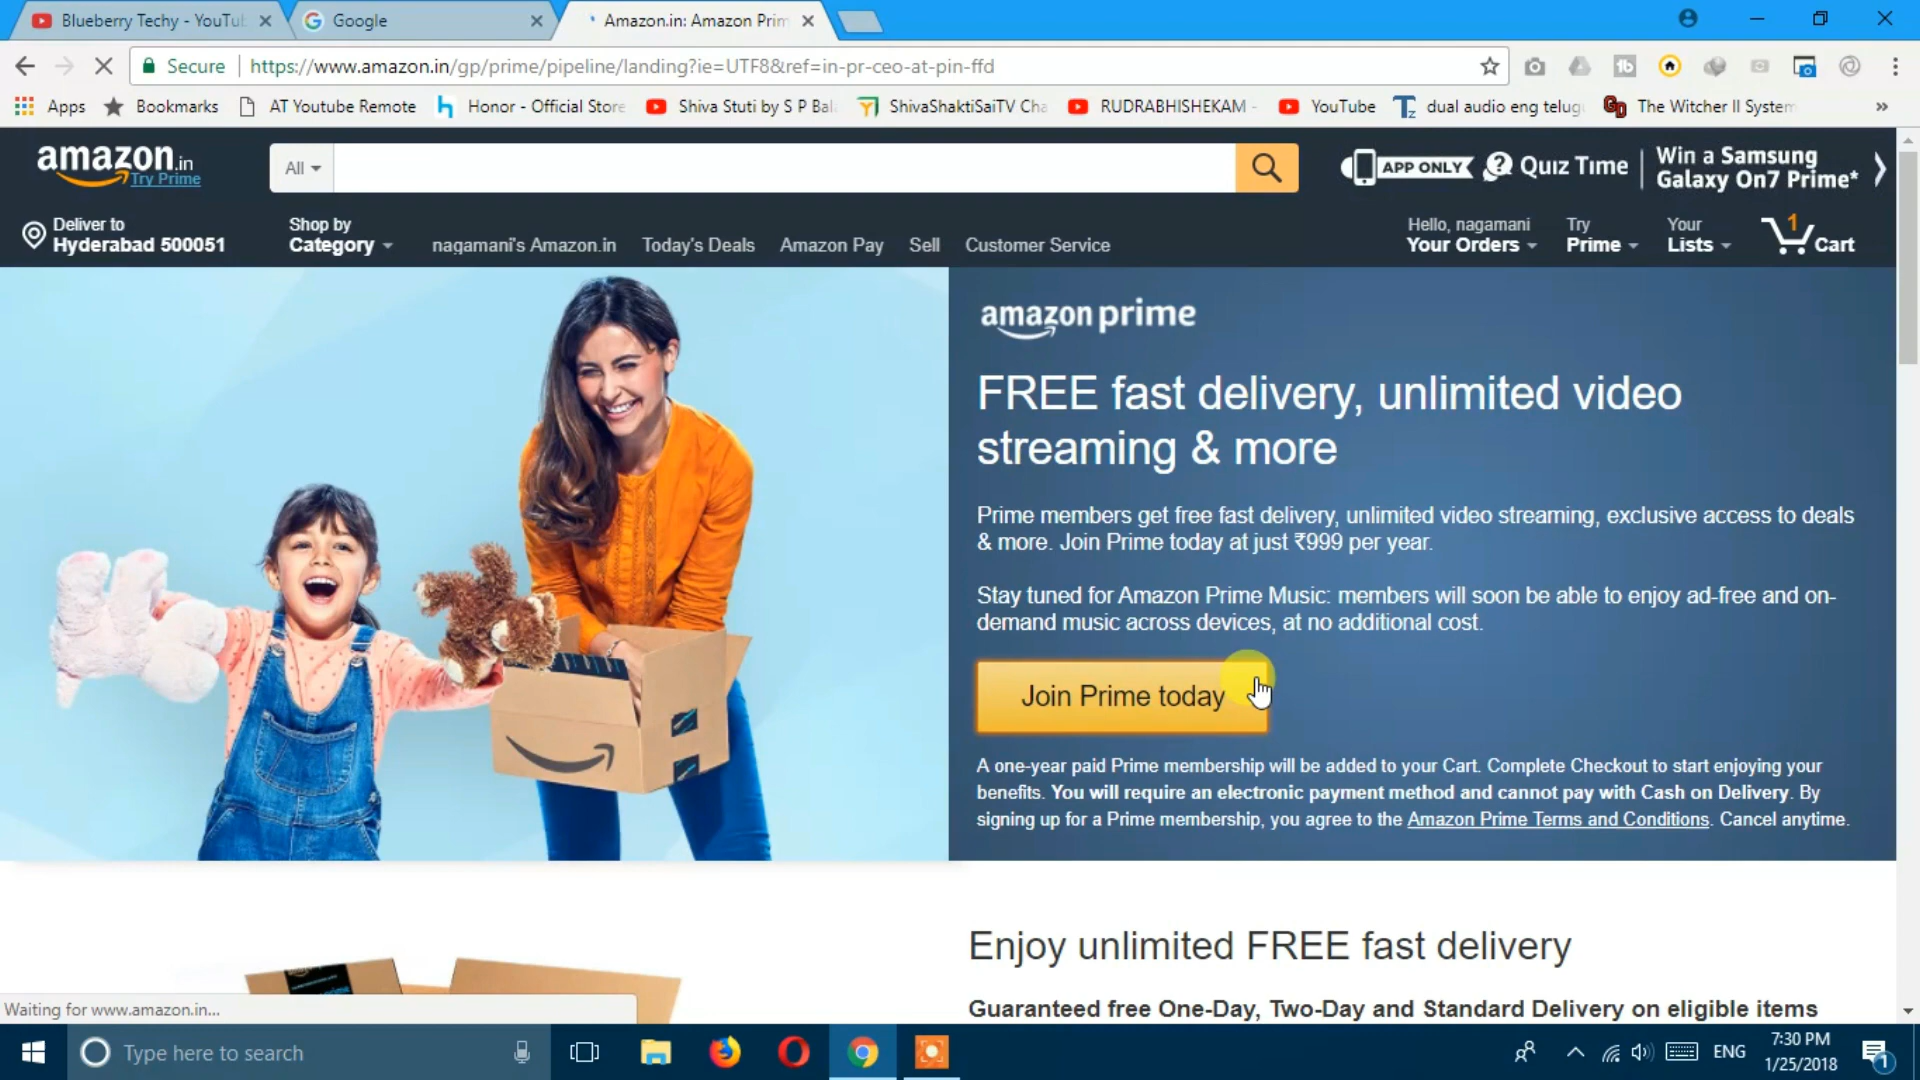 Blueberry Techy - YouTu
Google
Amazon.in: Amazon Prim
Secure
https://www.amazon.in/gp/prime/pipeline/landing?ie=UTF8&ref=in-pr-ceo-at-pin-ffd
Apps
Bookmarks
AT Youtube Remote
Honor - Official Store
Shiva Stuti by S P Bal
ShivaShaktiSaiTV Cha
RUDRABHISHEKAM -
YouTube
dual audio eng telug
The Witcher II System
amazon.in
Try Prime
All
APP ONLY
Quiz Time
Win a Samsung
Galaxy On7 Prime*
Deliver to
Hyderabad 500051
Shop by
Category
nagamani's Amazon.in
Today's Deals
Amazon Pay
Sell
Customer Service
Hello, nagamani
Your Orders
Try
Prime
Your
Lists
1
Cart
amazon prime
FREE fast delivery, unlimited video
streaming & more
Prime members get free fast delivery, unlimited video streaming, exclusive access to deals
& more. Join Prime today at just ₹999 per year.
Stay tuned for Amazon Prime Music: members will soon be able to enjoy ad-free and on-
demand music across devices, at no additional cost.
Join Prime today
A one-year paid Prime membership will be added to your Cart. Complete Checkout to start enjoying your
benefits. You will require an electronic payment method and cannot pay with Cash on Delivery. By
signing up for a Prime membership, you agree to the Amazon Prime Terms and Conditions. Cancel anytime.
Enjoy unlimited FREE fast delivery
Guaranteed free One-Day, Two-Day and Standard Delivery on eligible items
Waiting for www.amazon.in...
Type here to search
ENG
7:30 PM
1/25/2018
1